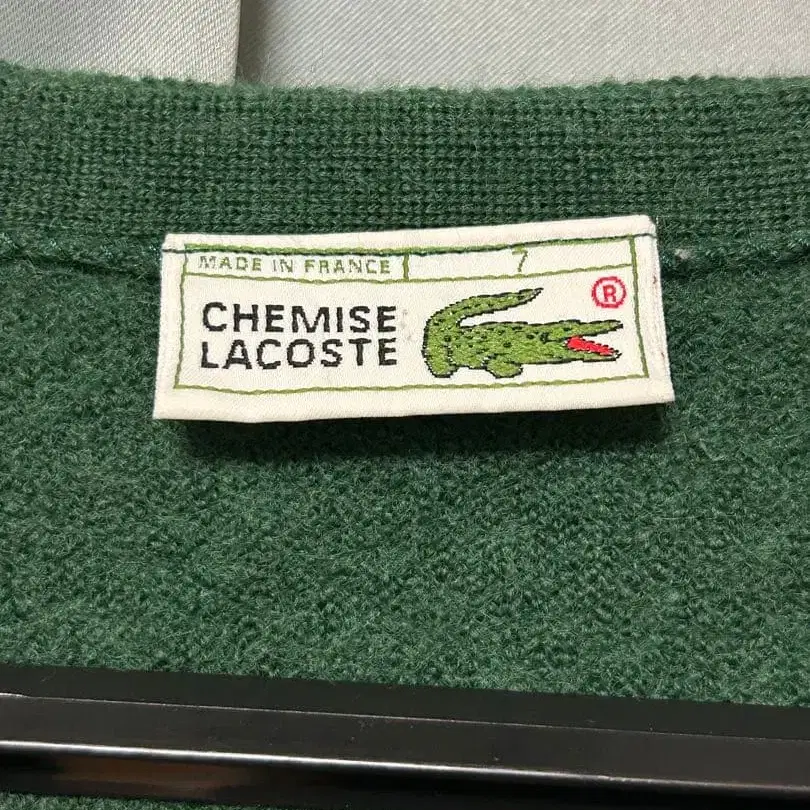 MADE IN FRANCE 7
CHEMISE
LACOSTE
®